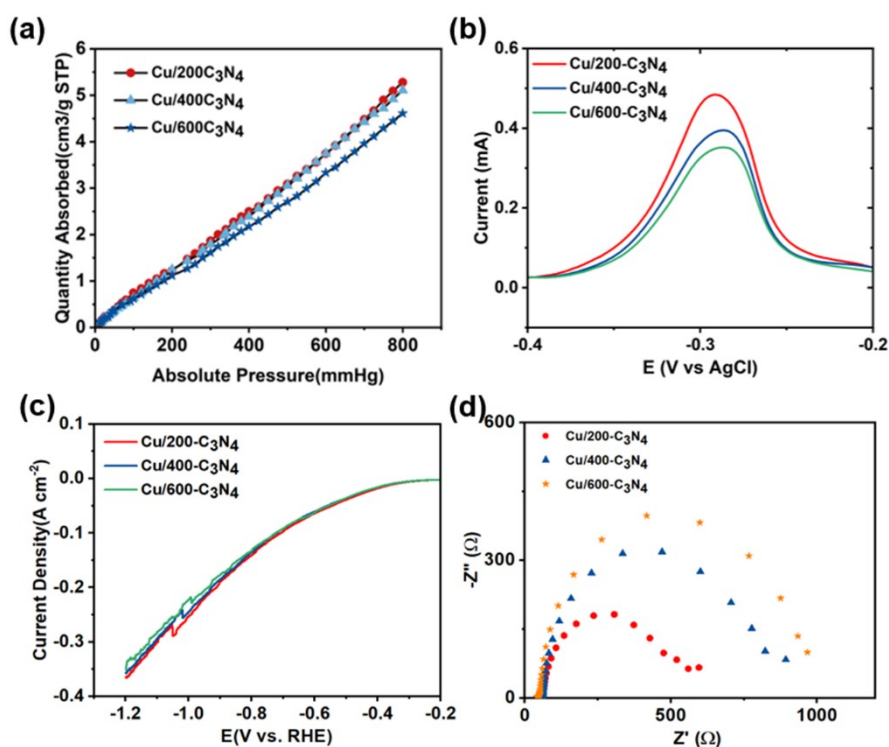 (a)
Cu/200C3N4
Cu/400C3N4
Cu/600C3N4
Quantity Absorbed(cm3/g STP)
6
5
4
3
2
1
0
0 200 400 600 800
Absolute Pressure(mmHg)
(b)
Cu/200-C3N4
Cu/400-C3N4
Cu/600-C3N4
Current (mA)
0.6
0.4
0.2
0.0
-0.4 -0.3 -0.2
E (V vs AgCl)
(c)
Cu/200-C3N4
Cu/400-C3N4
Cu/600-C3N4
Current Density(A cm-2)
0.1
0.0
-0.1
-0.2
-0.3
-0.4
-1.2 -1.0 -0.8 -0.6 -0.4 -0.2
E(V vs. RHE)
(d)
Cu/200-C3N4
Cu/400-C3N4
Cu/600-C3N4
-Z'' (Ω)
600
300
0
0 500 1000
Z' (Ω)